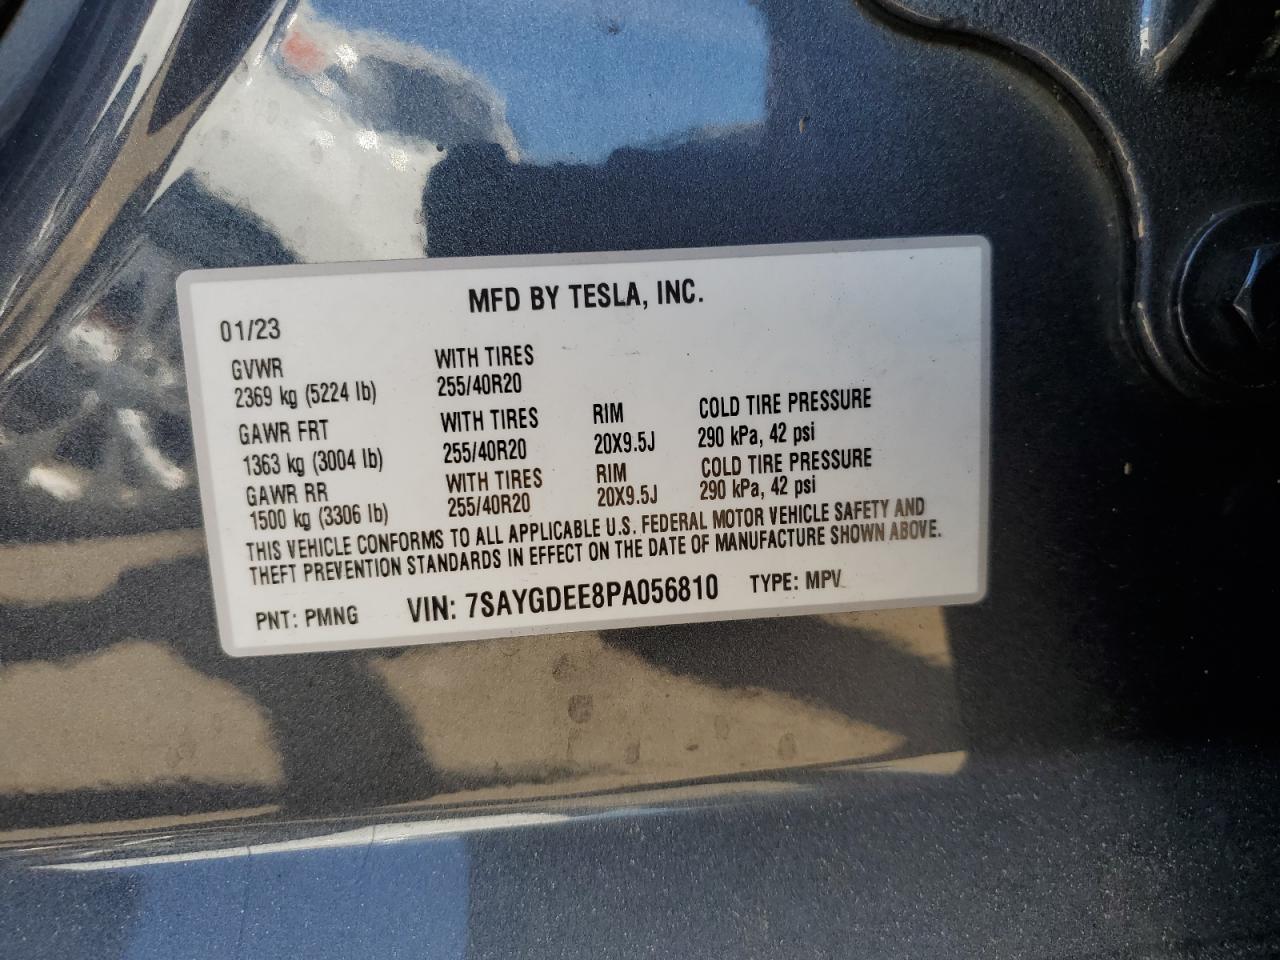 MFD BY TESLA, INC.
01/23
GVWR WITH TIRES
2369 kg (5224 lb) 255/40R20
GAWR FRT WITH TIRES RIM COLD TIRE PRESSURE
1363 kg (3004 lb) 255/40R20 20X9.5J 290 kPa, 42 psi
GAWR RR WITH TIRES RIM COLD TIRE PRESSURE
1500 kg (3306 lb) 255/40R20 20X9.5J 290 kPa, 42 psi
THIS VEHICLE CONFORMS TO ALL APPLICABLE U.S. FEDERAL MOTOR VEHICLE SAFETY AND
THEFT PREVENTION STANDARDS IN EFFECT ON THE DATE OF MANUFACTURE SHOWN ABOVE.
PNT: PMNG VIN: 7SAYGDEE8PA056810 TYPE: MPV